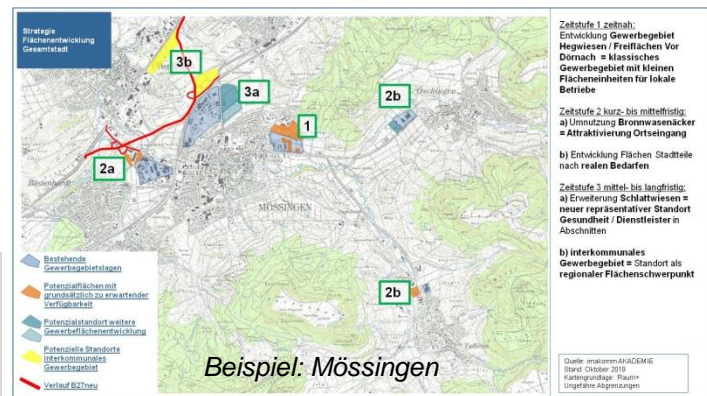 Strategie
Flächenentwicklung
Gesamtstadt
3b
3a
2b
1
2a
Öschingen
Bästenhardt
MÖSSINGEN
2b
Talheim
Bestehende
Gewerbegebietslagen
Potenzialflächen mit
grundsätzlich zu erwartender
Verfügbarkeit
Potenzialstandort weitere
Gewerbeflächenentwicklung
Potenzielle Standorte
interkommunales
Gewerbegebiet
Verlauf B27neu
Beispiel: Mössingen
Zeitstufe 1 zeitnah:
Entwicklung Gewerbegebiet
Hegwiesen / Freiflächen Vor
Dörnach = klassisches
Gewerbegebiet mit kleinen
Flächeneinheiten für lokale
Betriebe
Zeitstufe 2 kurz- bis mittelfristig:
a) Umnutzung Bronnwasenäcker
= Attraktivierung Ortseingang
b) Entwicklung Flächen Stadtteile
nach realen Bedarfen
Zeitstufe 3 mittel- bis langfristig:
a) Erweiterung Schlattwiesen =
neuer repräsentativer Standort
Gesundheit / Dienstleister in
Abschnitten
b) interkommunales
Gewerbegebiet = Standort als
regionaler Flächenschwerpunkt
Quelle: imakomm AKADEMIE
Stand: Oktober 2019
Kartengrundlage: Raum+
Ungefähre Abgrenzungen